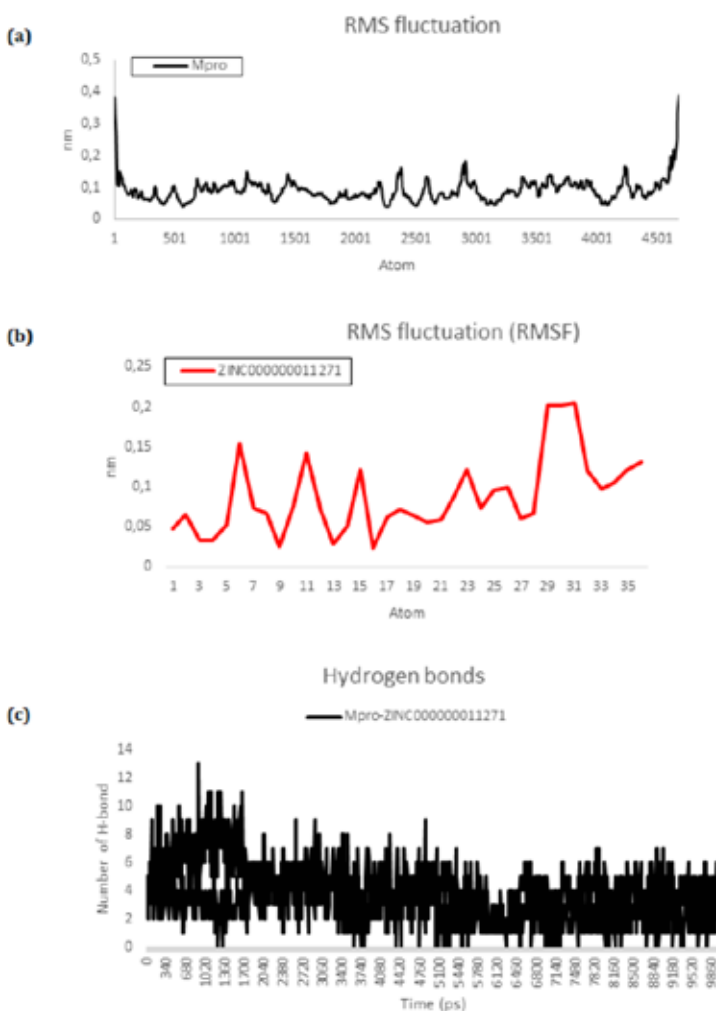 (a)
RMS fluctuation
Mpro
0,5
0,4
0,3
0,2
0,1
0
nm
1 501 1001 1501 2001 2501 3001 3501 4001 4501
Atom
(b)
RMS fluctuation (RMSF)
ZINC000000011271
0,25
0,2
0,15
0,1
0,05
0
nm
1 3 5 7 9 11 13 15 17 19 21 23 25 27 29 31 33 35
Atom
(c)
Hydrogen bonds
Mpro-ZINC000000011271
14
12
10
8
6
4
2
0
Number of H-bond
0 340 680 1020 1360 1700 2040 2380 2720 3060 3400 3740 4080 4420 4760 5100 5440 5780 6120 6460 6800 7140 7480 7820 8160 8500 8840 9180 9520 9860
Time (ps)